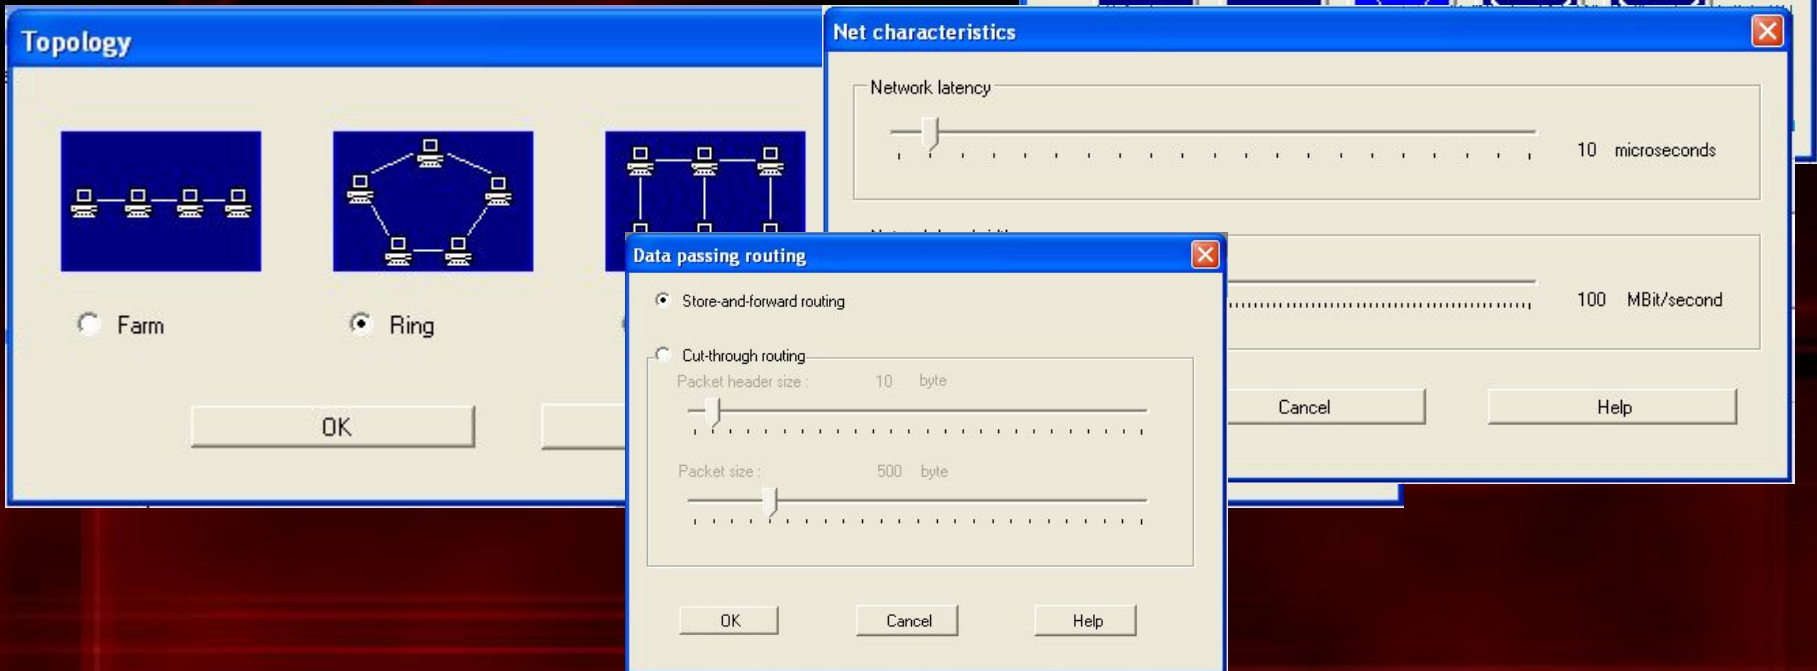 Topology
Farm
Ring
OK
Net characteristics
Network latency
10 microseconds
100 MBit/second
Cancel
Help
Data passing routing
Store-and-forward routing
Cut-through routing
Packet header size : 10 byte
Packet size : 500 byte
OK
Cancel
Help